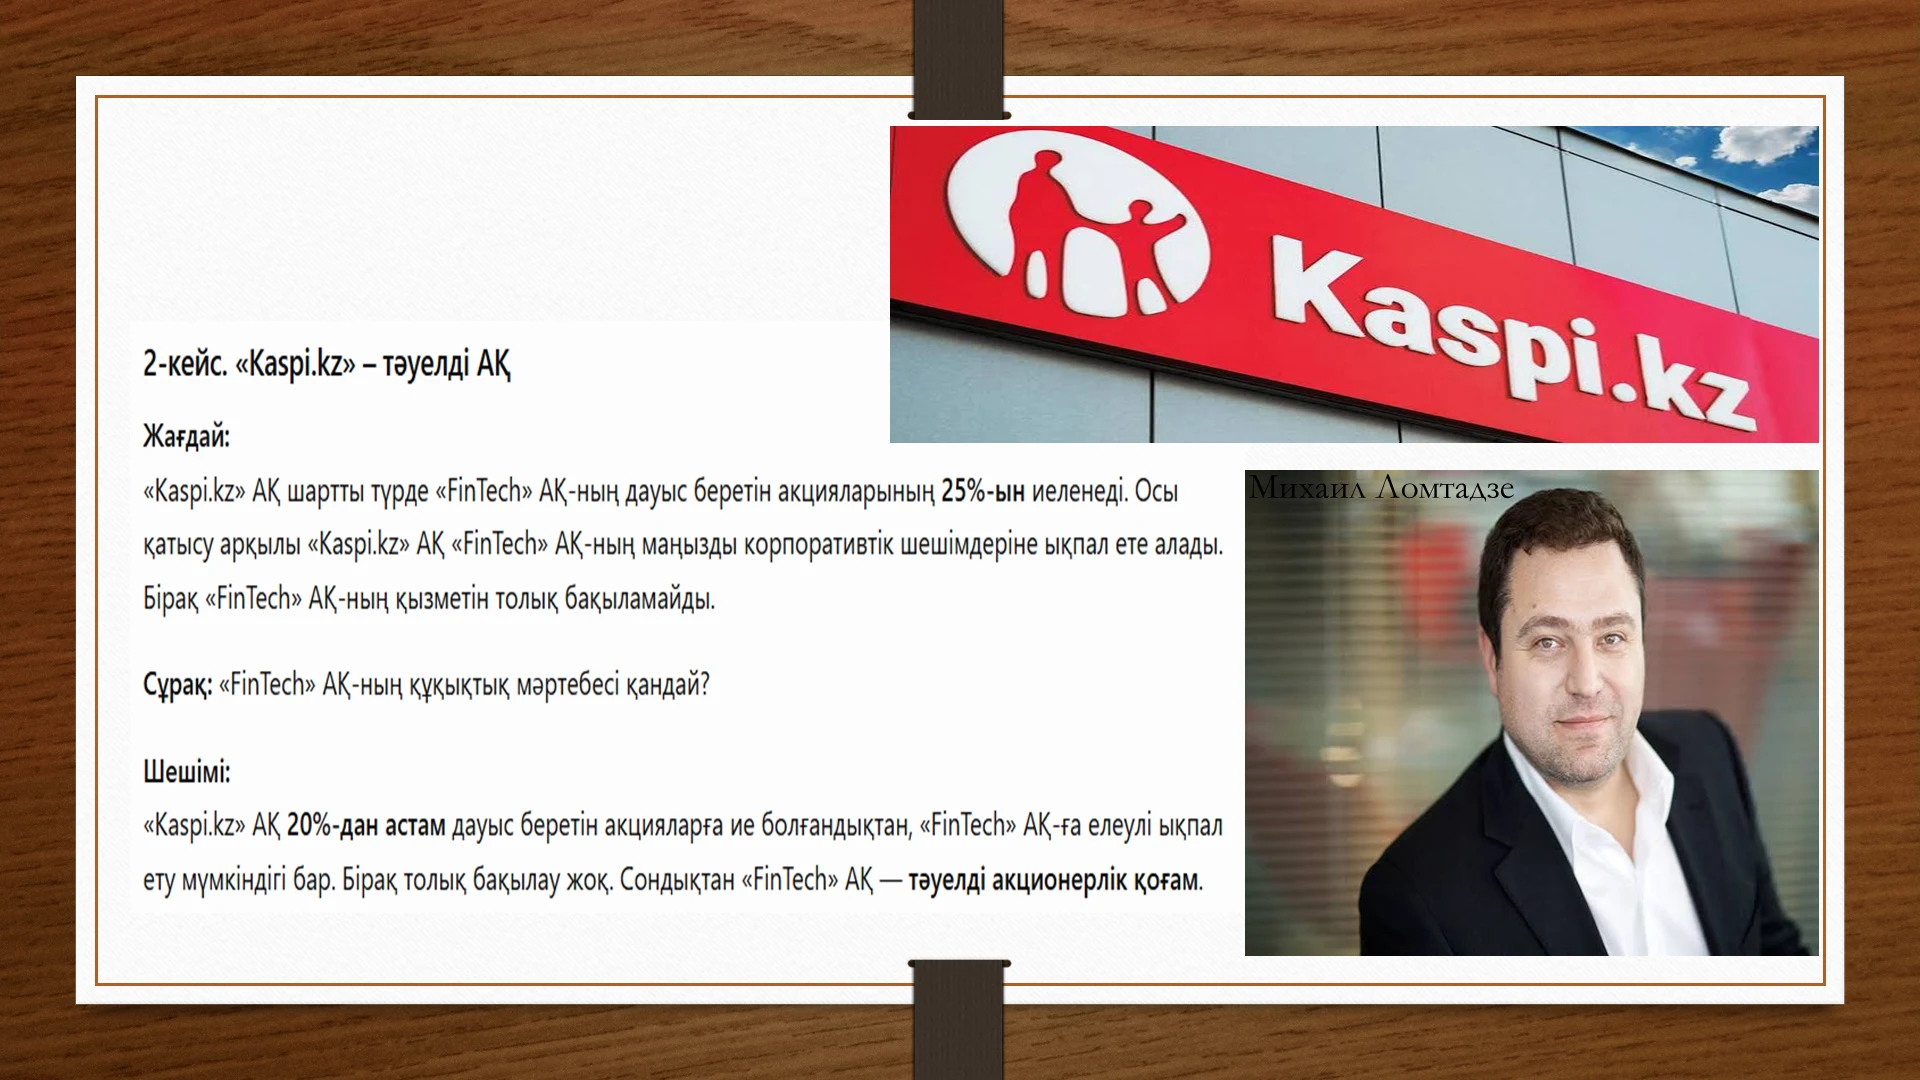 Kaspi.kz
2-кейс. «Kaspi.kz» – тәуелді АҚ
Жағдай:
«Kaspi.kz» АҚ шартты түрде «FinTech» АҚ-ның дауыс беретін акцияларының 25%-ын иеленеді. Осы
қатысу арқылы «Kaspi.kz» АҚ «FinTech» АҚ-ның маңызды корпоративтік шешімдеріне ықпал ете алады.
Бірақ «FinTech» АҚ-ның қызметін толық бақыламайды.
Сұрақ: «FinTech» АҚ-ның құқықтық мәртебесі қандай?
Шешімі:
«Kaspi.kz» АҚ 20%-дан астам дауыс беретін акцияларға ие болғандықтан, «FinTech» АҚ-ға елеулі ықпал
ету мүмкіндігі бар. Бірақ толық бақылау жоқ. Сондықтан «FinTech» АҚ — тәуелді акционерлік қоғам.
Михаил Ломтадзе